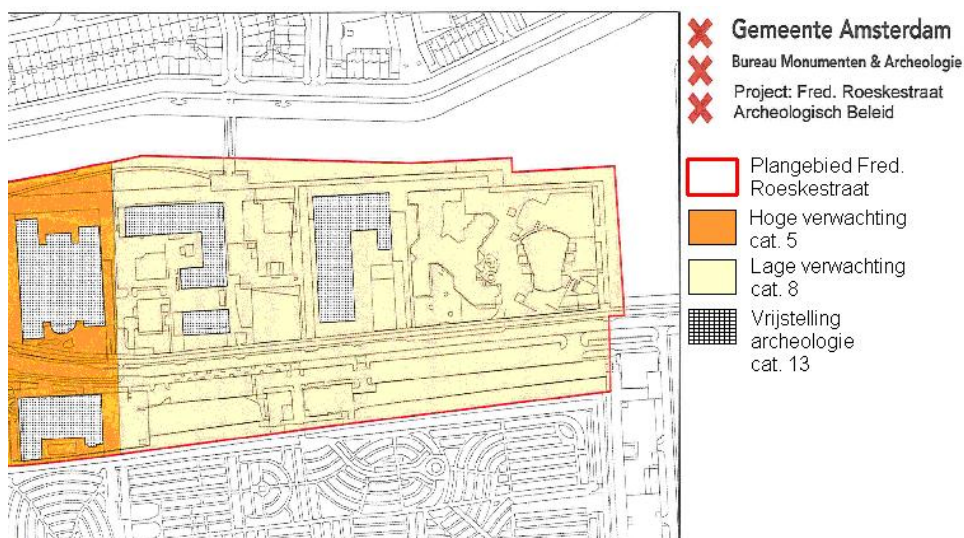 Gemeente Amsterdam
Bureau Monumenten & Archeologie
Project: Fred. Roeskestraat
Archeologisch Beleid
Plangebied Fred.
Roeskestraat
Hoge verwachting
cat. 5
Lage verwachting
cat. 8
Vrijstelling
archeologie
cat. 13